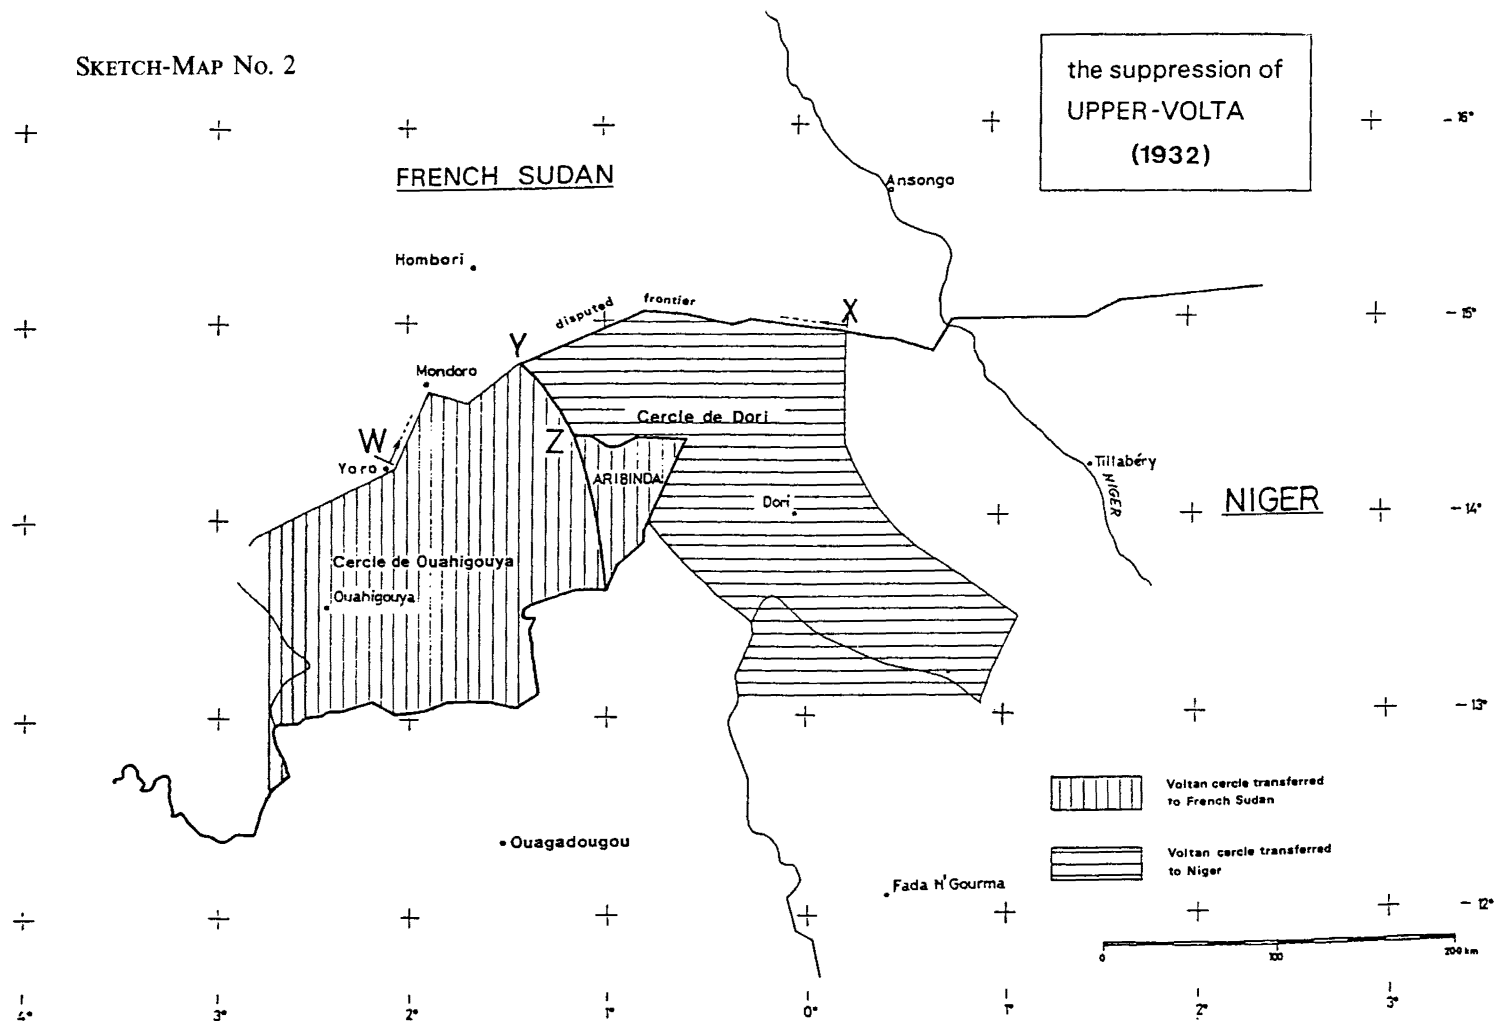 SKETCH-MAP No. 2
the suppression of
UPPER-VOLTA
(1932)
- 16°
FRENCH SUDAN
Ansongo
Hombori
disputed frontier
X
- 15°
Y
Mondoro
Cercle de Dori
W
Z
Yoro
Tillabéry
ARIBINDA
NIGER
Dori
NIGER
- 14°
Cercle de Ouahigouya
Ouahigouya
- 13°
Voltan cercle transferred
to French Sudan
Ouagadougou
Voltan cercle transferred
to Niger
Fada N'Gourma
- 12°
0 100 200 km
4° 3° 2° 1° 0° 1° 2° 3°